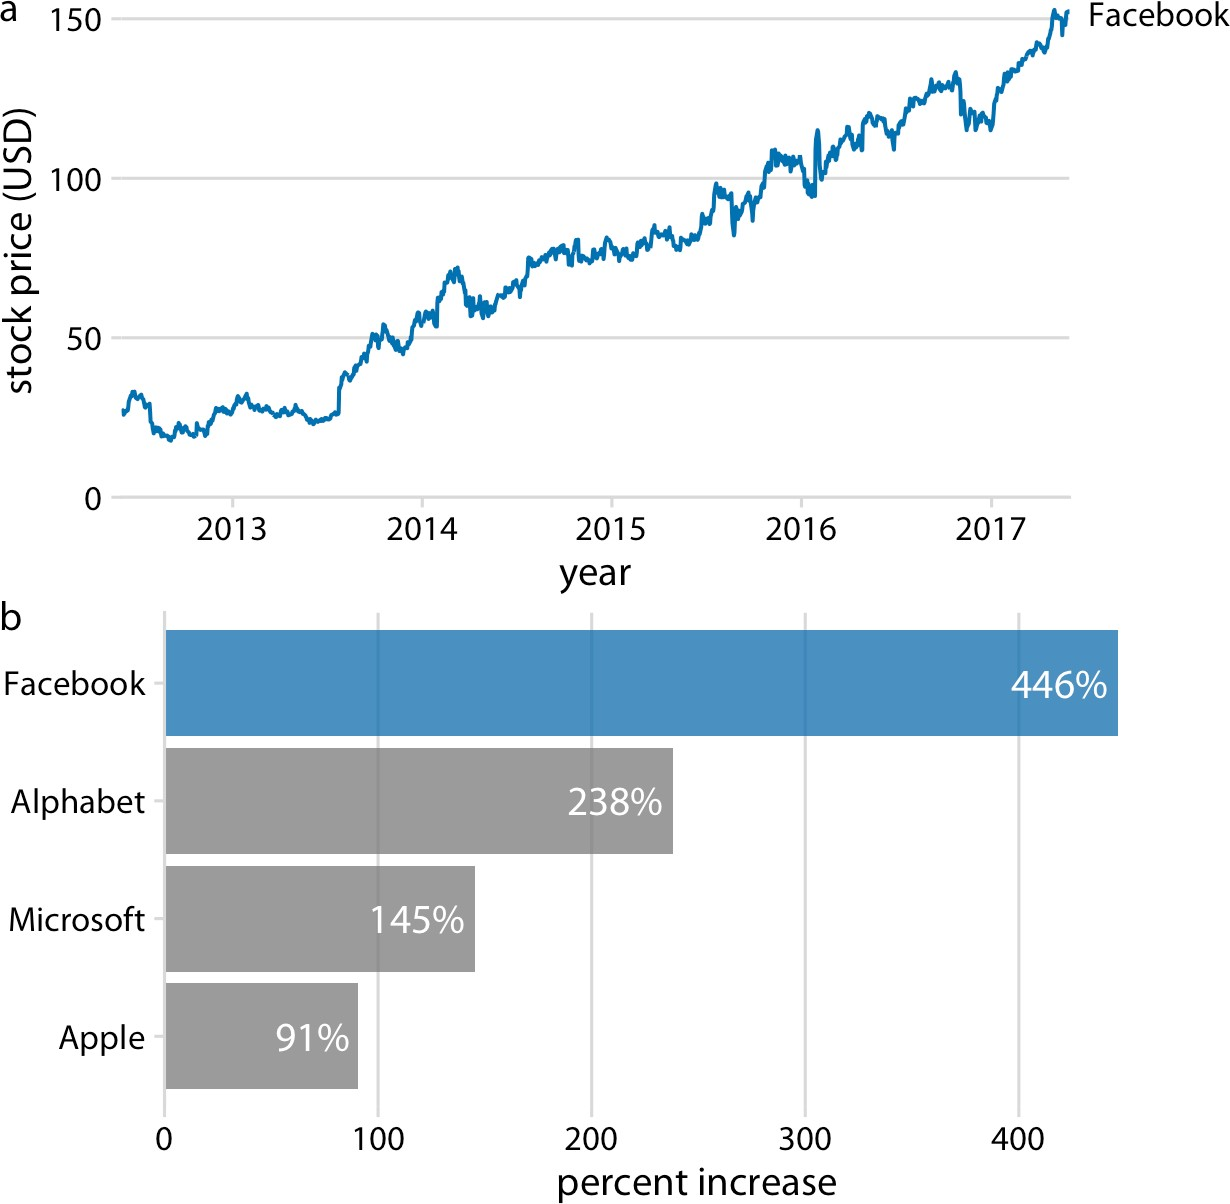 a
150
Facebook
100
50
0
stock price (USD)
2013 2014 2015 2016 2017
year
b
Facebook 446%
Alphabet 238%
Microsoft 145%
Apple 91%
0 100 200 300 400
percent increase